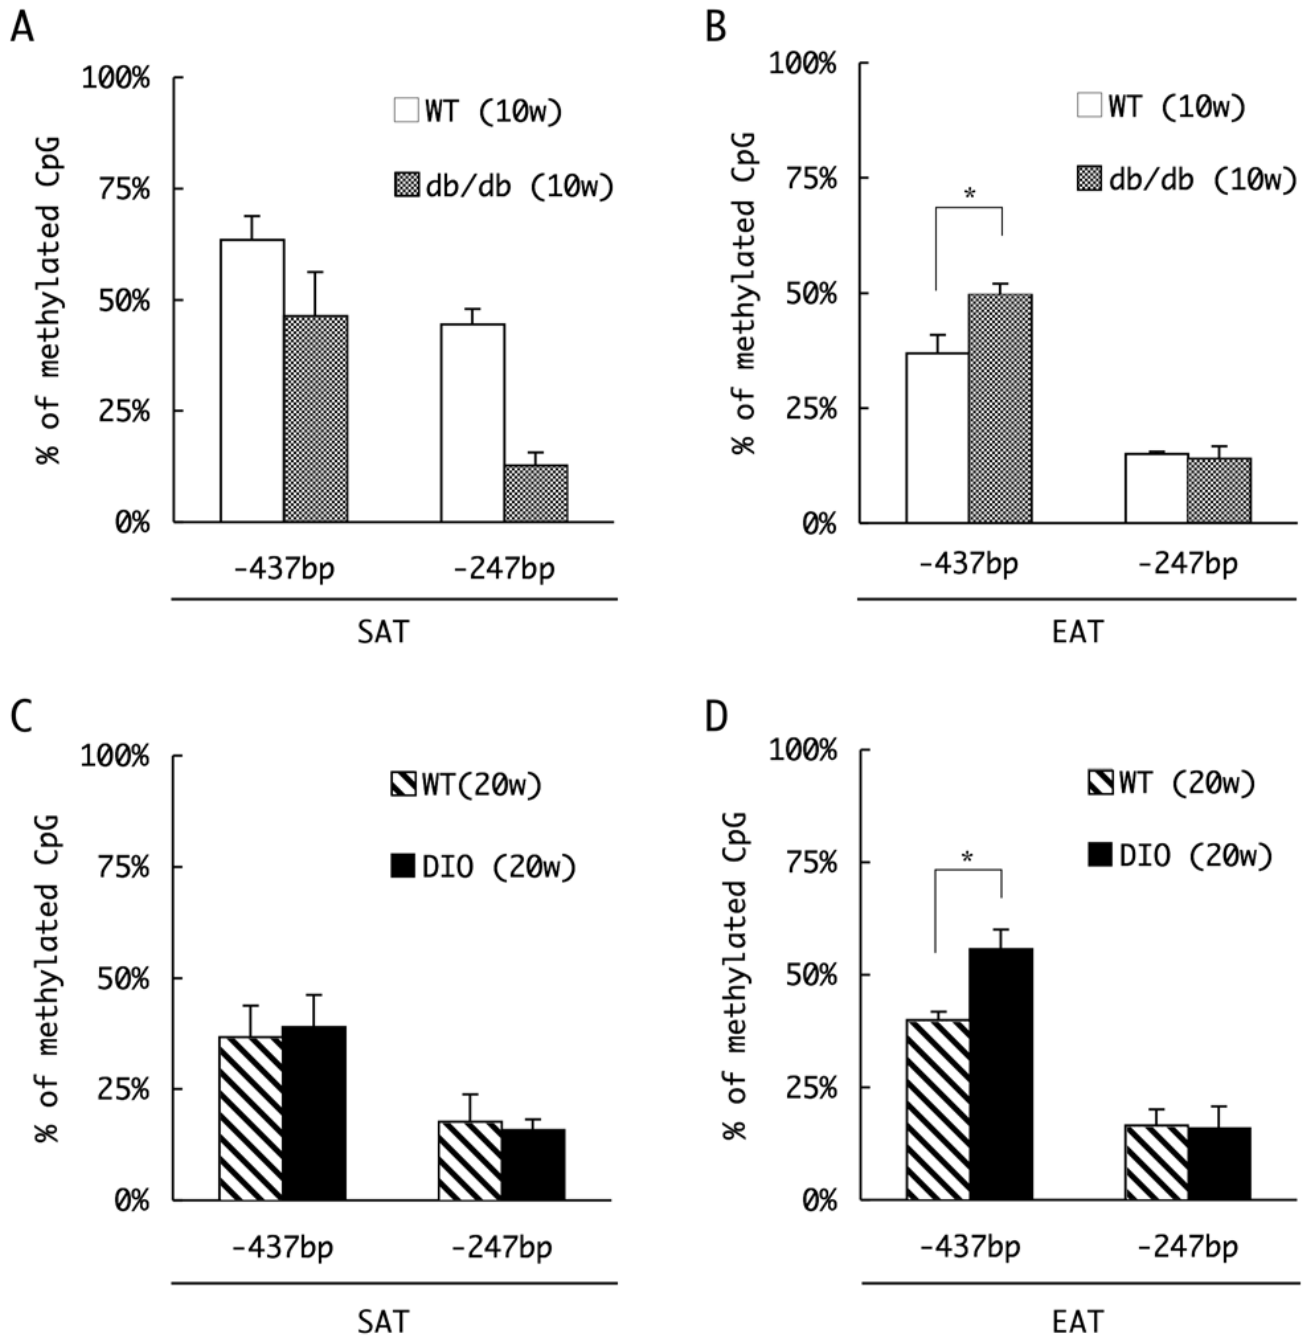 A
% of methylated CpG
100%
75%
50%
25%
0%
WT (10w)
db/db (10w)
-437bp -247bp
SAT
B
% of methylated CpG
100%
75%
50%
25%
0%
WT (10w)
db/db (10w)
*
-437bp -247bp
EAT
C
% of methylated CpG
100%
75%
50%
25%
0%
WT(20w)
DIO (20w)
-437bp -247bp
SAT
D
% of methylated CpG
100%
75%
50%
25%
0%
WT (20w)
DIO (20w)
*
-437bp -247bp
EAT